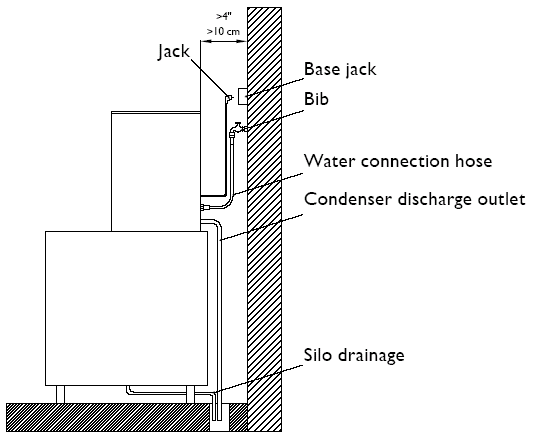 >4"
>10 cm
Jack
Base jack
Bib
Water connection hose
Condenser discharge outlet
Silo drainage